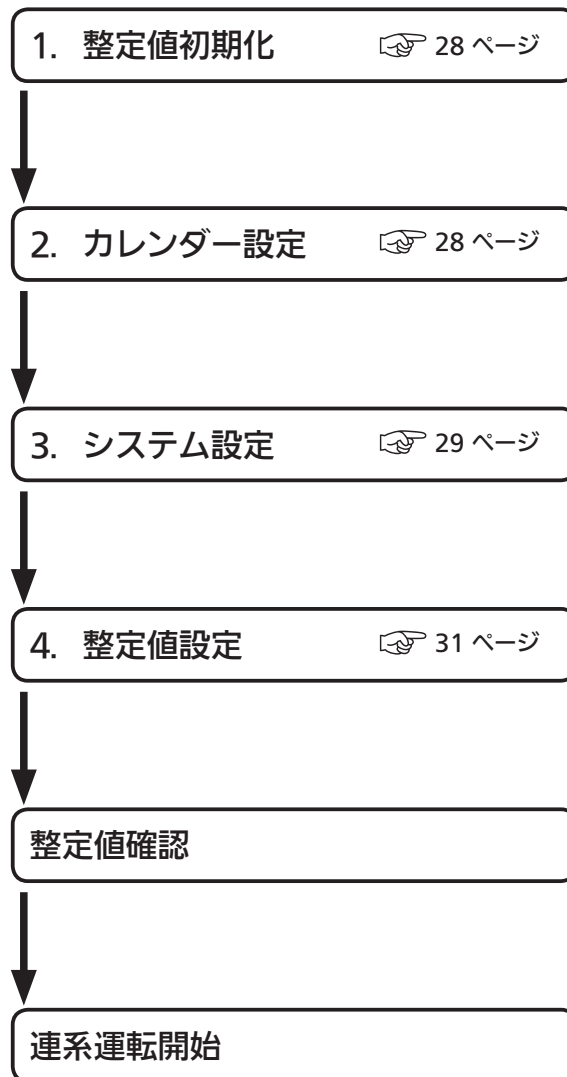 1. 整定値初期化 ☞ 28 ページ
2. カレンダー設定 ☞ 28 ページ
3. システム設定 ☞ 29 ページ
4. 整定値設定 ☞ 31 ページ
整定値確認
連系運転開始